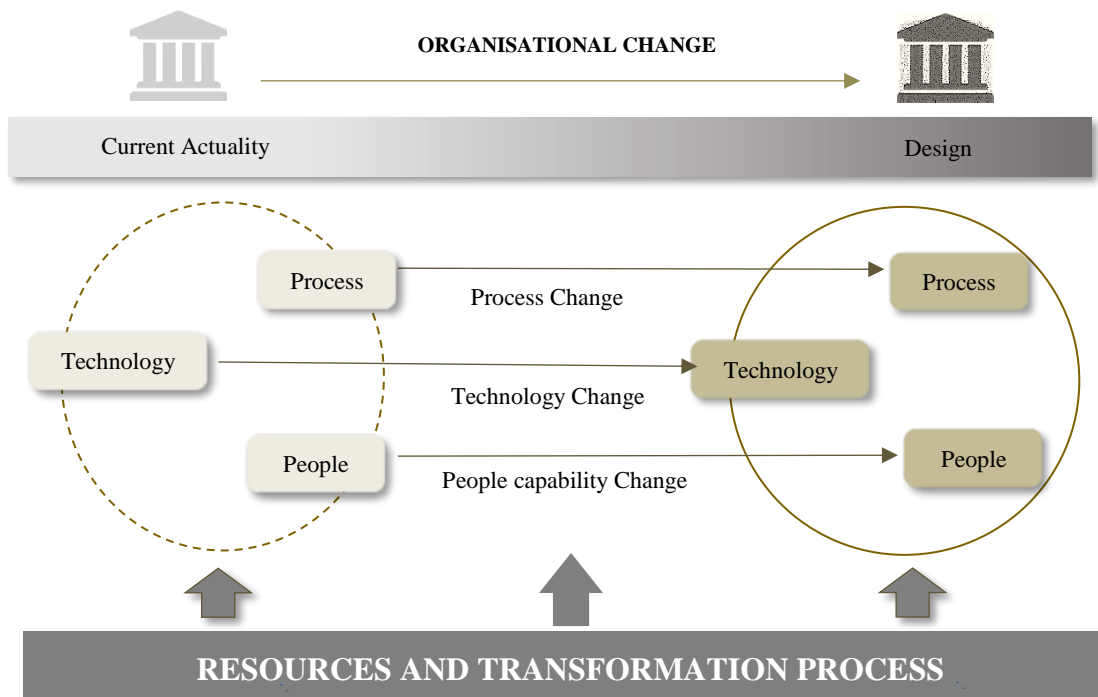 ORGANISATIONAL CHANGE
Current Actuality
Design
Process
Process
Process Change
Technology
Technology
Technology Change
People
People
People capability Change
RESOURCES AND TRANSFORMATION PROCESS